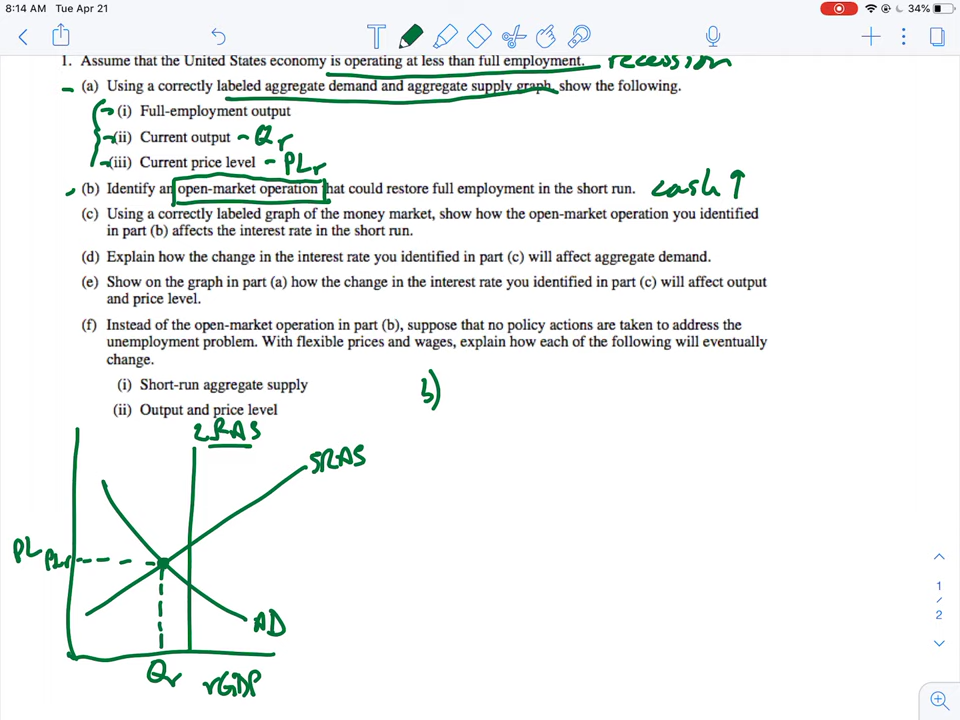 8:14 AM Tue Apr 21 34%
1. Assume that the United States economy is operating at less than full employment. recession
(a) Using a correctly labeled aggregate demand and aggregate supply graph, show the following.
(i) Full-employment output
(ii) Current output - Qr
(iii) Current price level - PLr
(b) Identify an open-market operation that could restore full employment in the short run. cash ↑
(c) Using a correctly labeled graph of the money market, show how the open-market operation you identified
in part (b) affects the interest rate in the short run.
(d) Explain how the change in the interest rate you identified in part (c) will affect aggregate demand.
(e) Show on the graph in part (a) how the change in the interest rate you identified in part (c) will affect output
and price level.
(f) Instead of the open-market operation in part (b), suppose that no policy actions are taken to address the
unemployment problem. With flexible prices and wages, explain how each of the following will eventually
change.
(i) Short-run aggregate supply
(ii) Output and price level
b)
LRAS
SRAS
PL PLr
AD
Qr rGDP
1
/
2